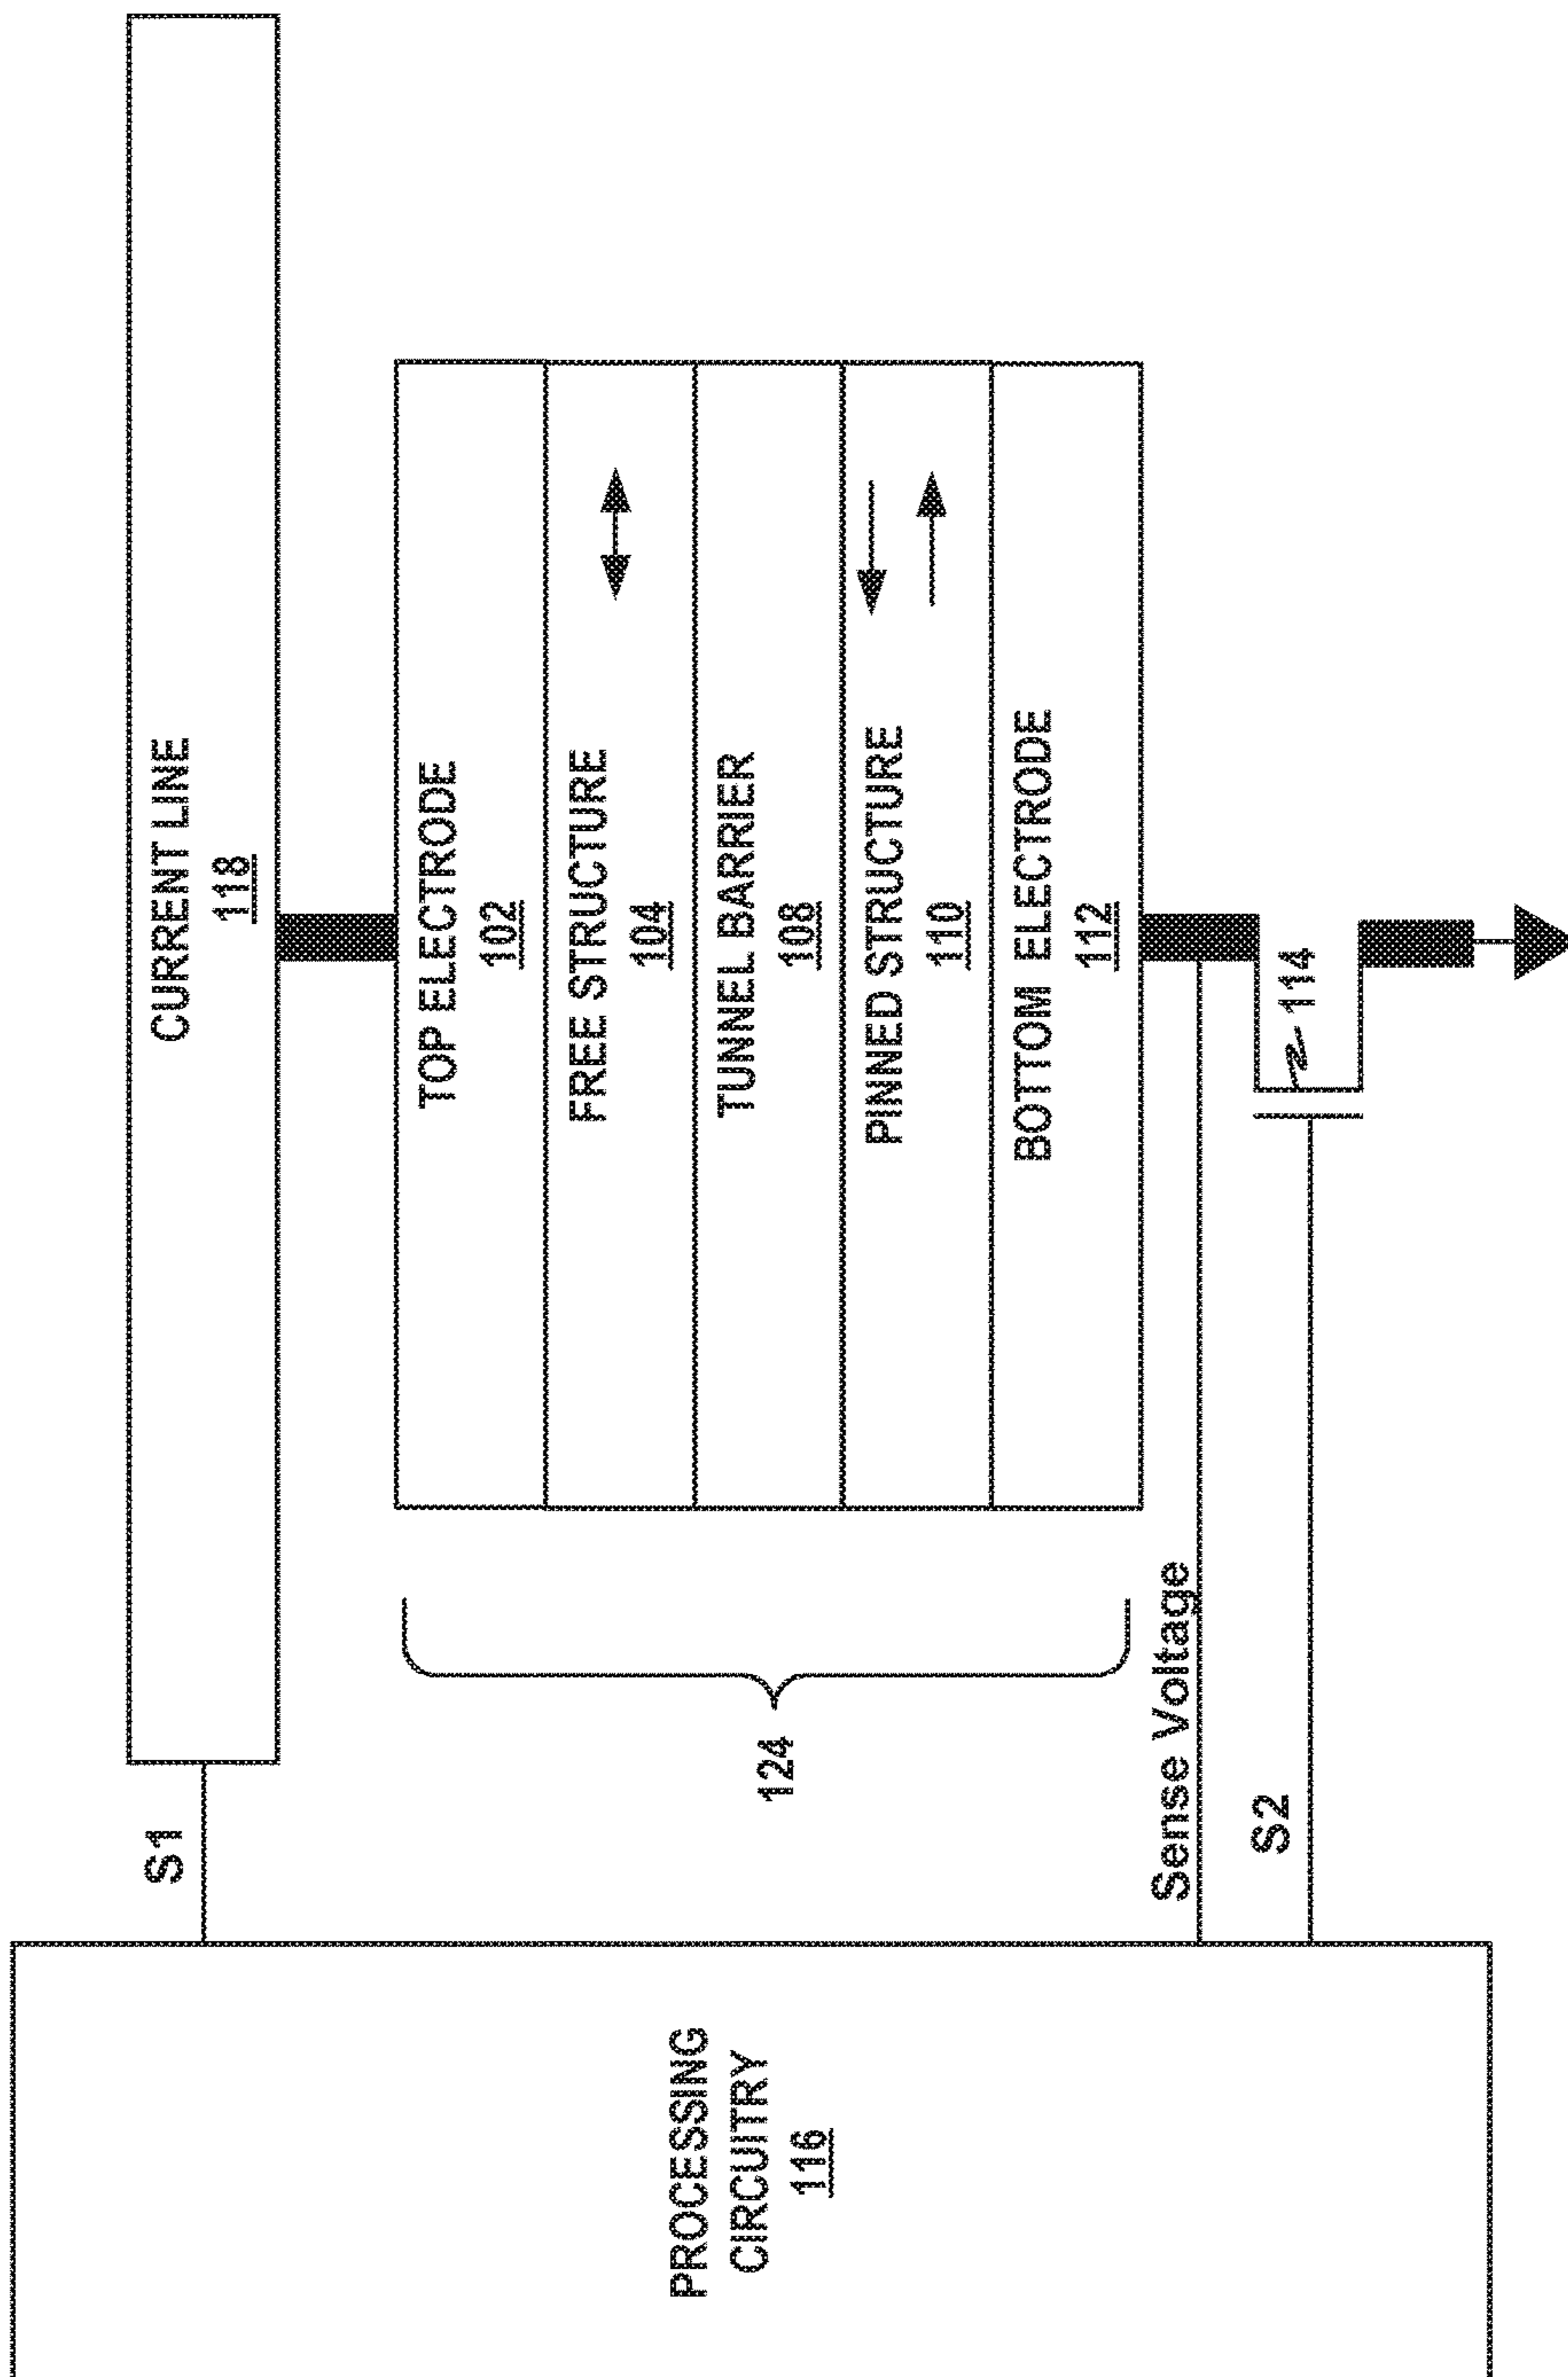 CURRENT LINE
118
S1
TOP ELECTRODE
102
FREE STRUCTURE
104
TUNNEL BARRIER
108
PINNED STRUCTURE
110
BOTTOM ELECTRODE
112
124
PROCESSING
CIRCUITRY
116
Sense Voltage
S2
114